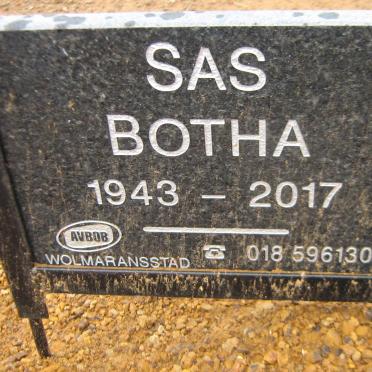 SAS
BOTHA
1943 - 2017
AVBOB
WOLMARANSSTAD ☎ 018 596130